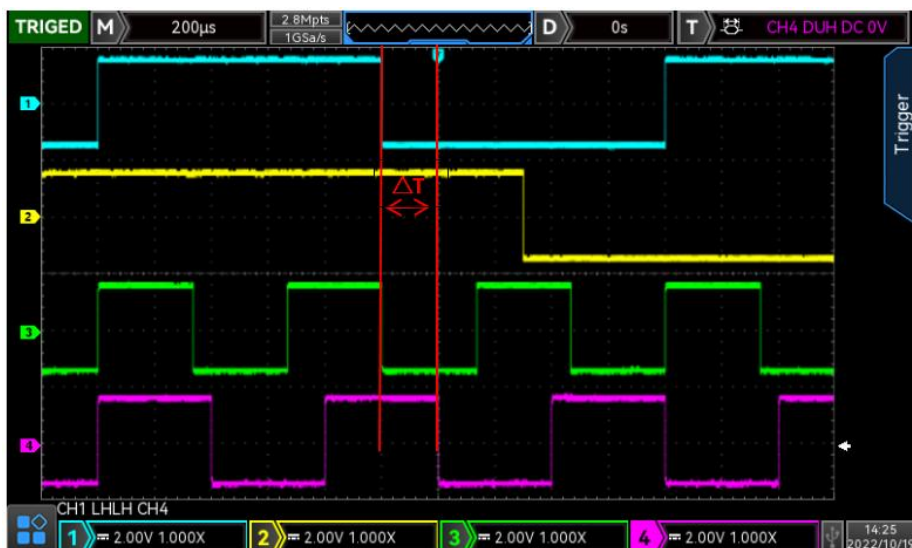 TRIGED M 200μs 2.8Mpts D 0s T CH4 DUH DC 0V
1GSa/s
Trigger
1
T
ΔT
2
3
4
CH1 LHLH CH4
1 2.00V 1.000X 2 2.00V 1.000X 3 2.00V 1.000X 4 2.00V 1.000X 14:25
2022/10/19